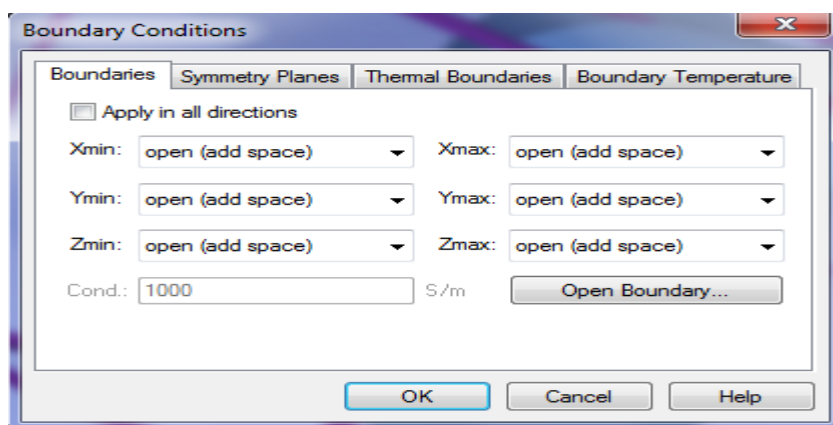 Boundary Conditions
Boundaries Symmetry Planes Thermal Boundaries Boundary Temperature
Apply in all directions
Xmin: open (add space) Xmax: open (add space)
Ymin: open (add space) Ymax: open (add space)
Zmin: open (add space) Zmax: open (add space)
Cond.: 1000 S/m Open Boundary...
OK Cancel Help